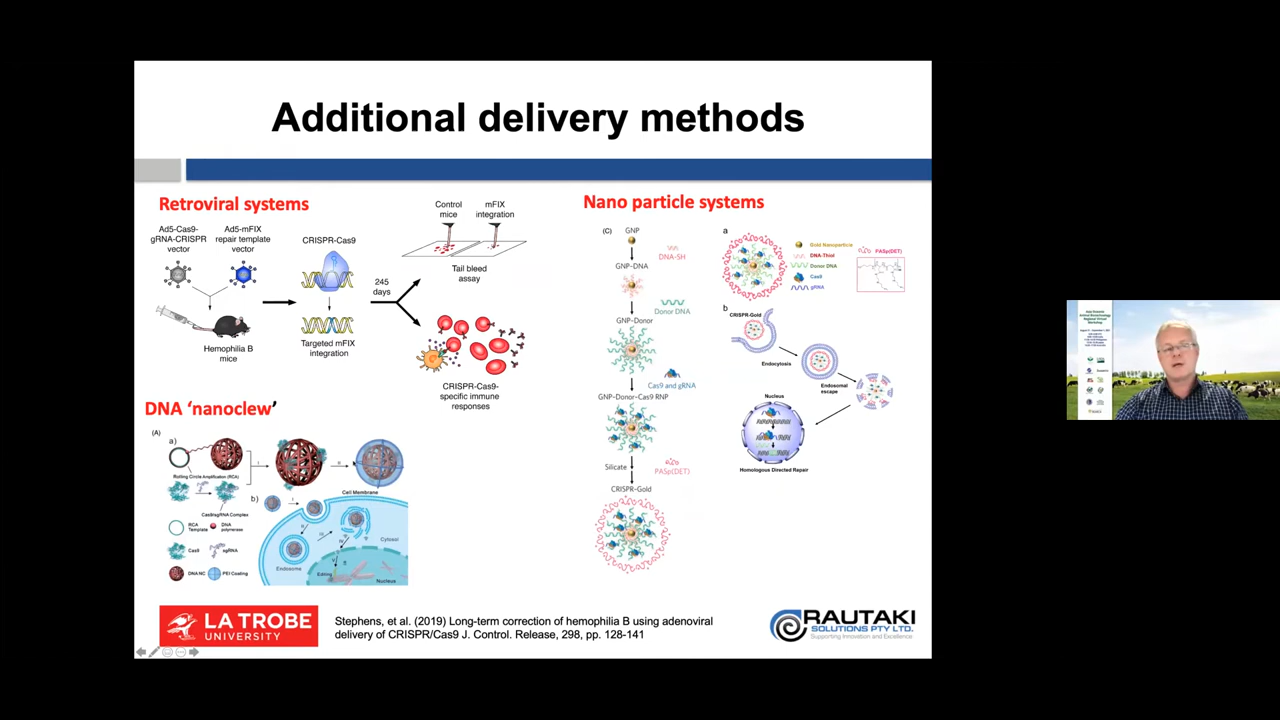 Additional delivery methods
Retroviral systems
Ad5-Cas9-
gRNA-CRISPR
vector
Ad5-mFIX
repair template
vector
CRISPR-Cas9
Hemophilia B
mice
Targeted mFIX
integration
245
days
Control
mice
mFIX
integration
Tail bleed
assay
CRISPR-Cas9-
specific immune
responses
DNA ‘nanoclew’
(A)
a)
Rolling Circle Amplification (RCA)
Cas9/sgRNA Complex
RCA
Template
DNA
polymerase
Cas9
sgRNA
DNA NC
PEI Coating
Cell Membrane
b)
Endosome
Cytosol
Editing
Nucleus
Nano particle systems
(C)
GNP
DNA-SH
GNP-DNA
Donor DNA
GNP-Donor
Cas9 and gRNA
GNP-Donor-Cas9 RNP
Silicate
PASp(DET)
CRISPR-Gold
a
Gold Nanoparticle
DNA-Thiol
Donor DNA
Cas9
gRNA
PASp(DET)
b
CRISPR-Gold
Endocytosis
Endosomal
escape
Nucleus
Homologous Directed Repair
LA TROBE
UNIVERSITY
Stephens, et al. (2019) Long-term correction of hemophilia B using adenoviral
delivery of CRISPR/Cas9 J. Control. Release, 298, pp. 128-141
RAUTAKI
SOLUTIONS PTY LTD.
Supporting Innovation and Excellence